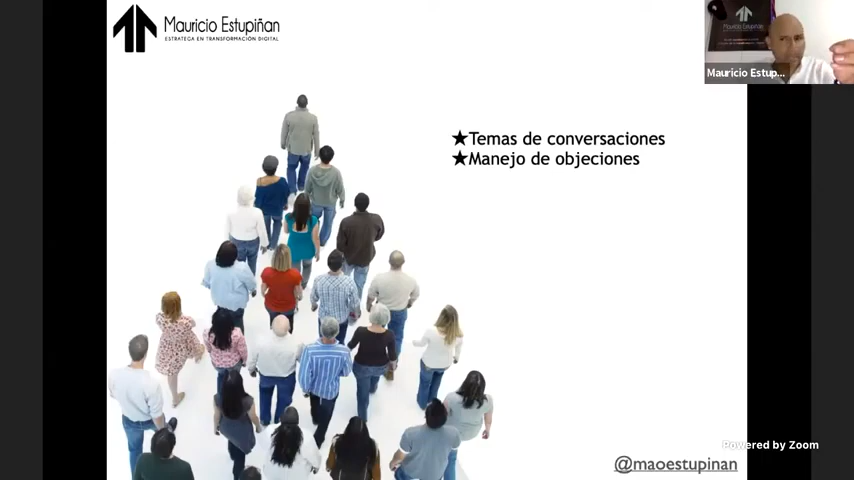 Mauricio Estupiñan
ESTRATEGA EN TRANSFORMACIÓN DIGITAL
Mauricio Estup...
★Temas de conversaciones
★Manejo de objeciones
Powered by Zoom
@maoestupinan